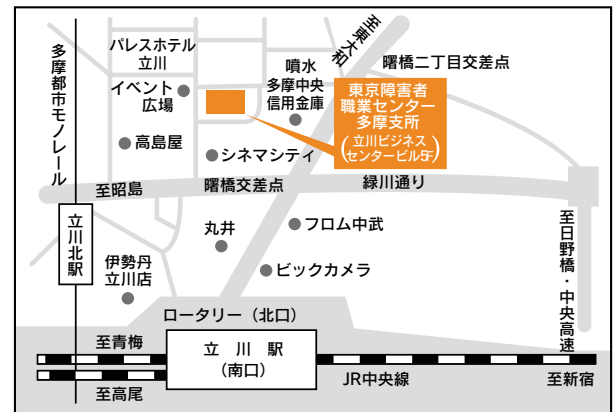 多摩都市モノレール
パレスホテル
立川
イベント
広場
高島屋
シネマシティ
噴水
多摩中央
信用金庫
至東大和
曙橋二丁目交差点
東京障害者
職業センター
多摩支所
(立川ビジネス
センタービル5F)
至昭島
曙橋交差点
緑川通り
立川北駅
丸井
フロム中武
伊勢丹
立川店
ビックカメラ
至日野橋・中央高速
ロータリー（北口）
至青梅
立川駅
（南口）
JR中央線
至新宿
至高尾